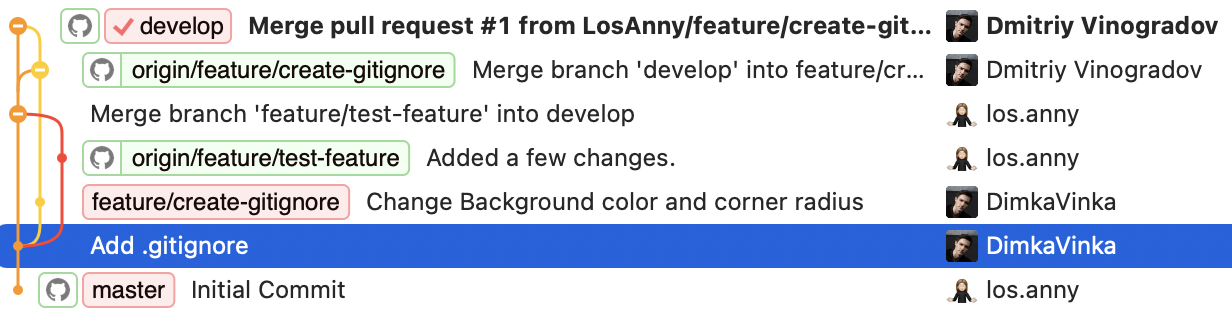 develop Merge pull request #1 from LosAnny/feature/create-git... Dmitriy Vinogradov
origin/feature/create-gitignore Merge branch 'develop' into feature/cr... Dmitriy Vinogradov
Merge branch 'feature/test-feature' into develop los.anny
origin/feature/test-feature Added a few changes. los.anny
feature/create-gitignore Change Background color and corner radius DimkaVinka
Add .gitignore DimkaVinka
master Initial Commit los.anny